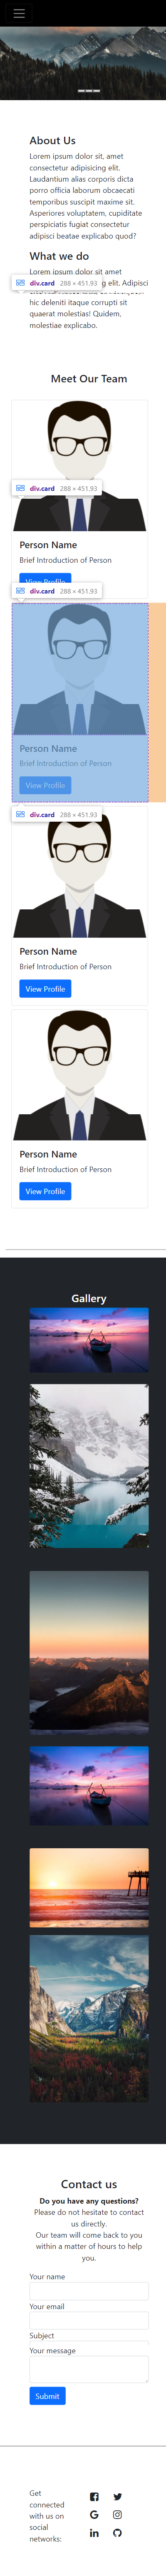 About Us
Lorem ipsum dolor sit, amet
consectetur adipisicing elit.
Laudantium alias corporis dicta
porro officia laborum obcaecati
temporibus suscipit maxime sit.
Asperiores voluptatem, cupiditate
perspiciatis fugiat consectetur
adipisci beatae explicabo quod?
What we do
Lorem ipsum dolor sit amet
div.card 288 × 451.93
ng elit. Adipisci
hic deleniti itaque corrupti sit
quaerat molestias! Quidem,
molestiae explicabo.
Meet Our Team
div.card 288 × 451.93
Person Name
Brief Introduction of Person
View Profile
div.card 288 × 451.93
Person Name
Brief Introduction of Person
View Profile
div.card 288 × 451.93
Person Name
Brief Introduction of Person
View Profile
Person Name
Brief Introduction of Person
View Profile
Gallery
Contact us
Do you have any questions?
Please do not hesitate to contact
us directly.
Our team will come back to you
within a matter of hours to help
you.
Your name
Your email
Subject
Your message
Submit
Get
connected
with us on
social
networks: